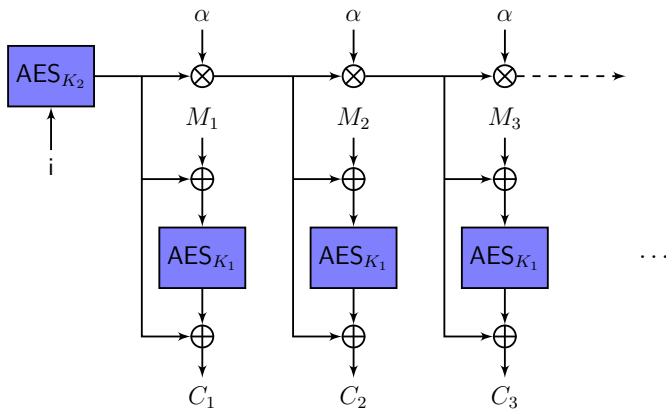 α α α
AES_{K_2}
M_1 M_2 M_3
i
AES_{K_1} AES_{K_1} AES_{K_1} ...
C_1 C_2 C_3